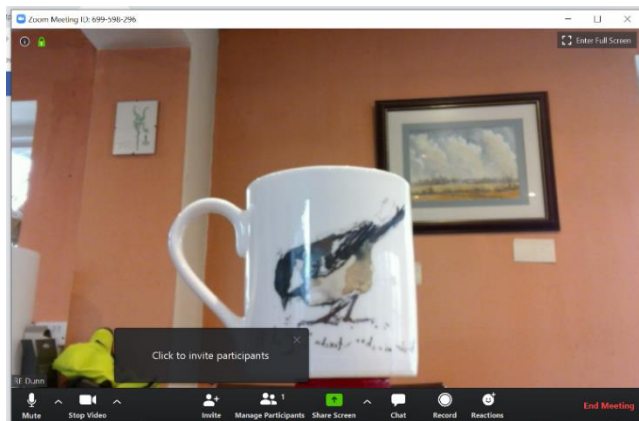 Zoom Meeting ID: 699-598-296
Enter Full Screen
Click to invite participants
RE Dunn
1
Mute
Stop Video
Invite
Manage Participants
Share Screen
Chat
Record
Reactions
End Meeting